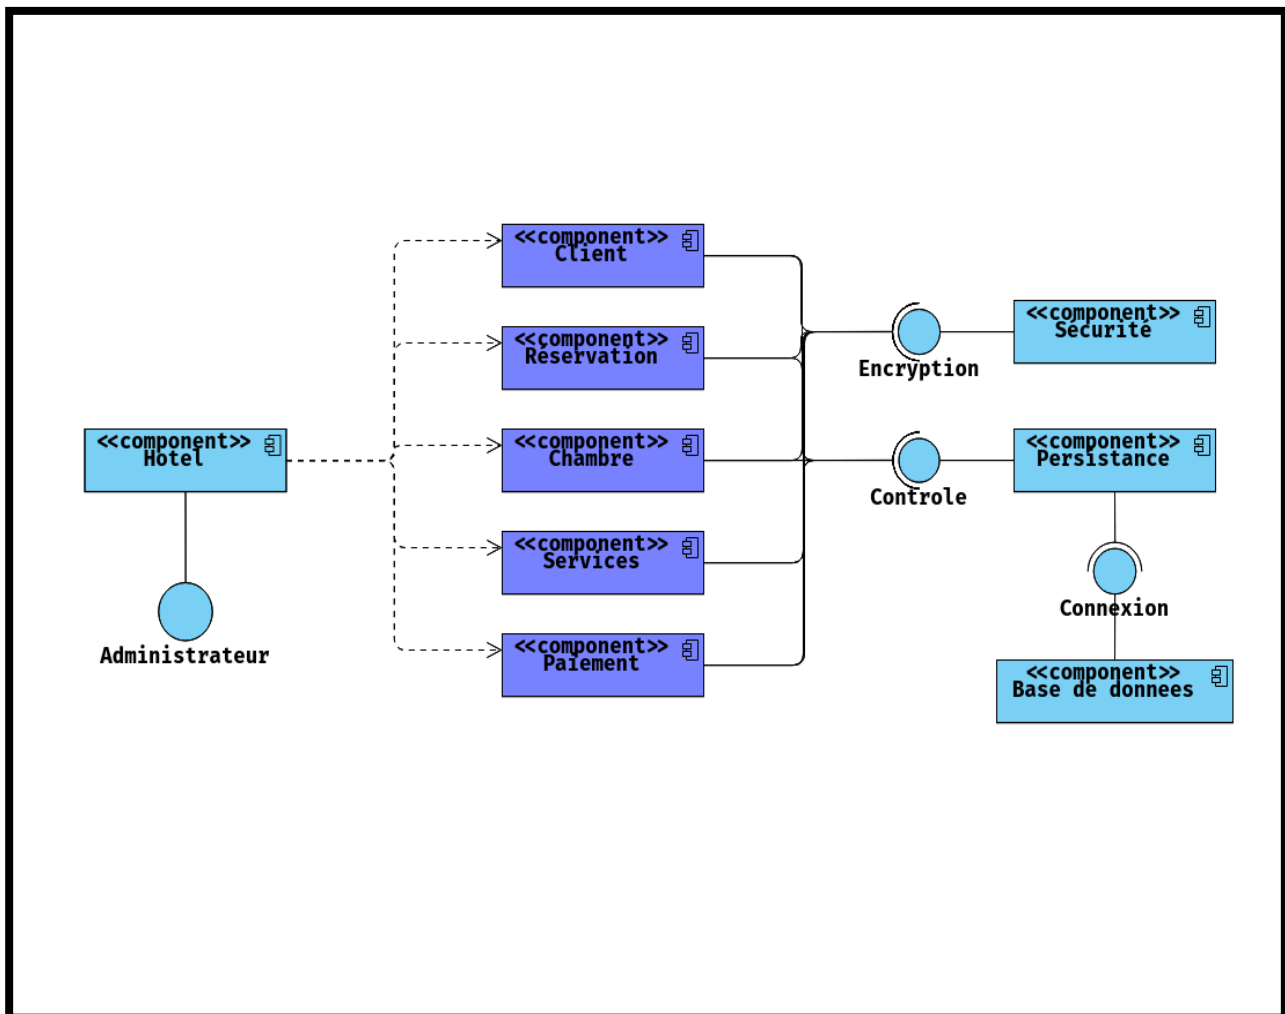 <<component>>
Client
<<component>>
Réservation
<<component>>
Chambre
<<component>>
Services
<<component>>
Paiement
<<component>>
Hôtel
Administrateur
Encryption
<<component>>
Sécurité
Controle
<<component>>
Persistance
Connexion
<<component>>
Base de donnees